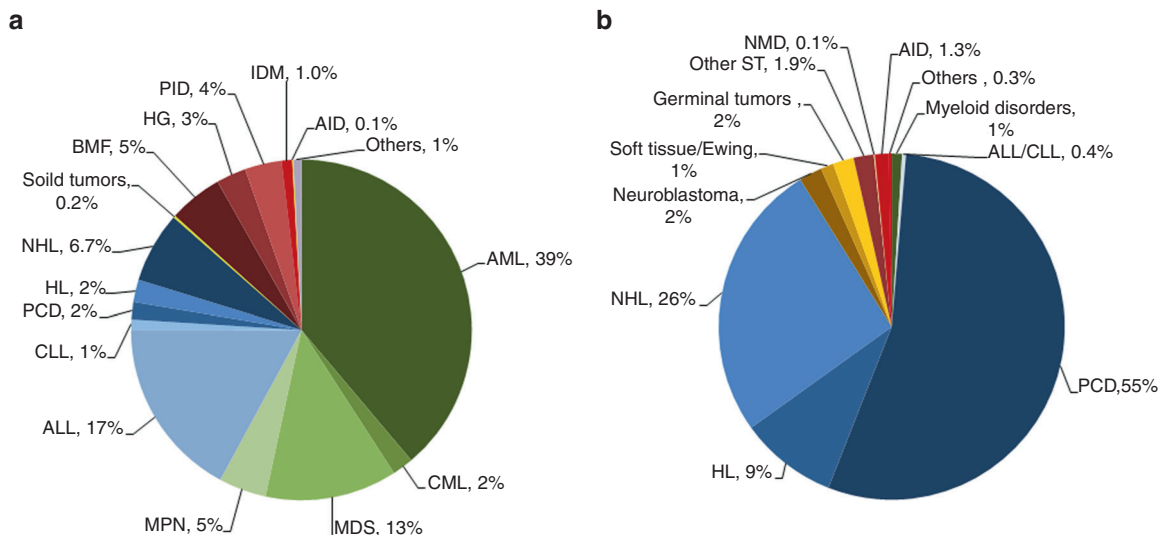 a
IDM, 1.0%
PID, 4%
HG, 3%
AID, 0.1%
Others, 1%
BMF, 5%
Soild tumors,
0.2%
NHL, 6.7%
HL, 2%
PCD, 2%
CLL, 1%
ALL, 17%
MPN, 5%
MDS, 13%
CML, 2%
AML, 39%
b
NMD, 0.1%
AID, 1.3%
Other ST, 1.9%
Others , 0.3%
Germinal tumors ,
2%
Myeloid disorders,
1%
Soft tissue/Ewing,
1%
ALL/CLL, 0.4%
Neuroblastoma,
2%
NHL, 26%
PCD,55%
HL, 9%